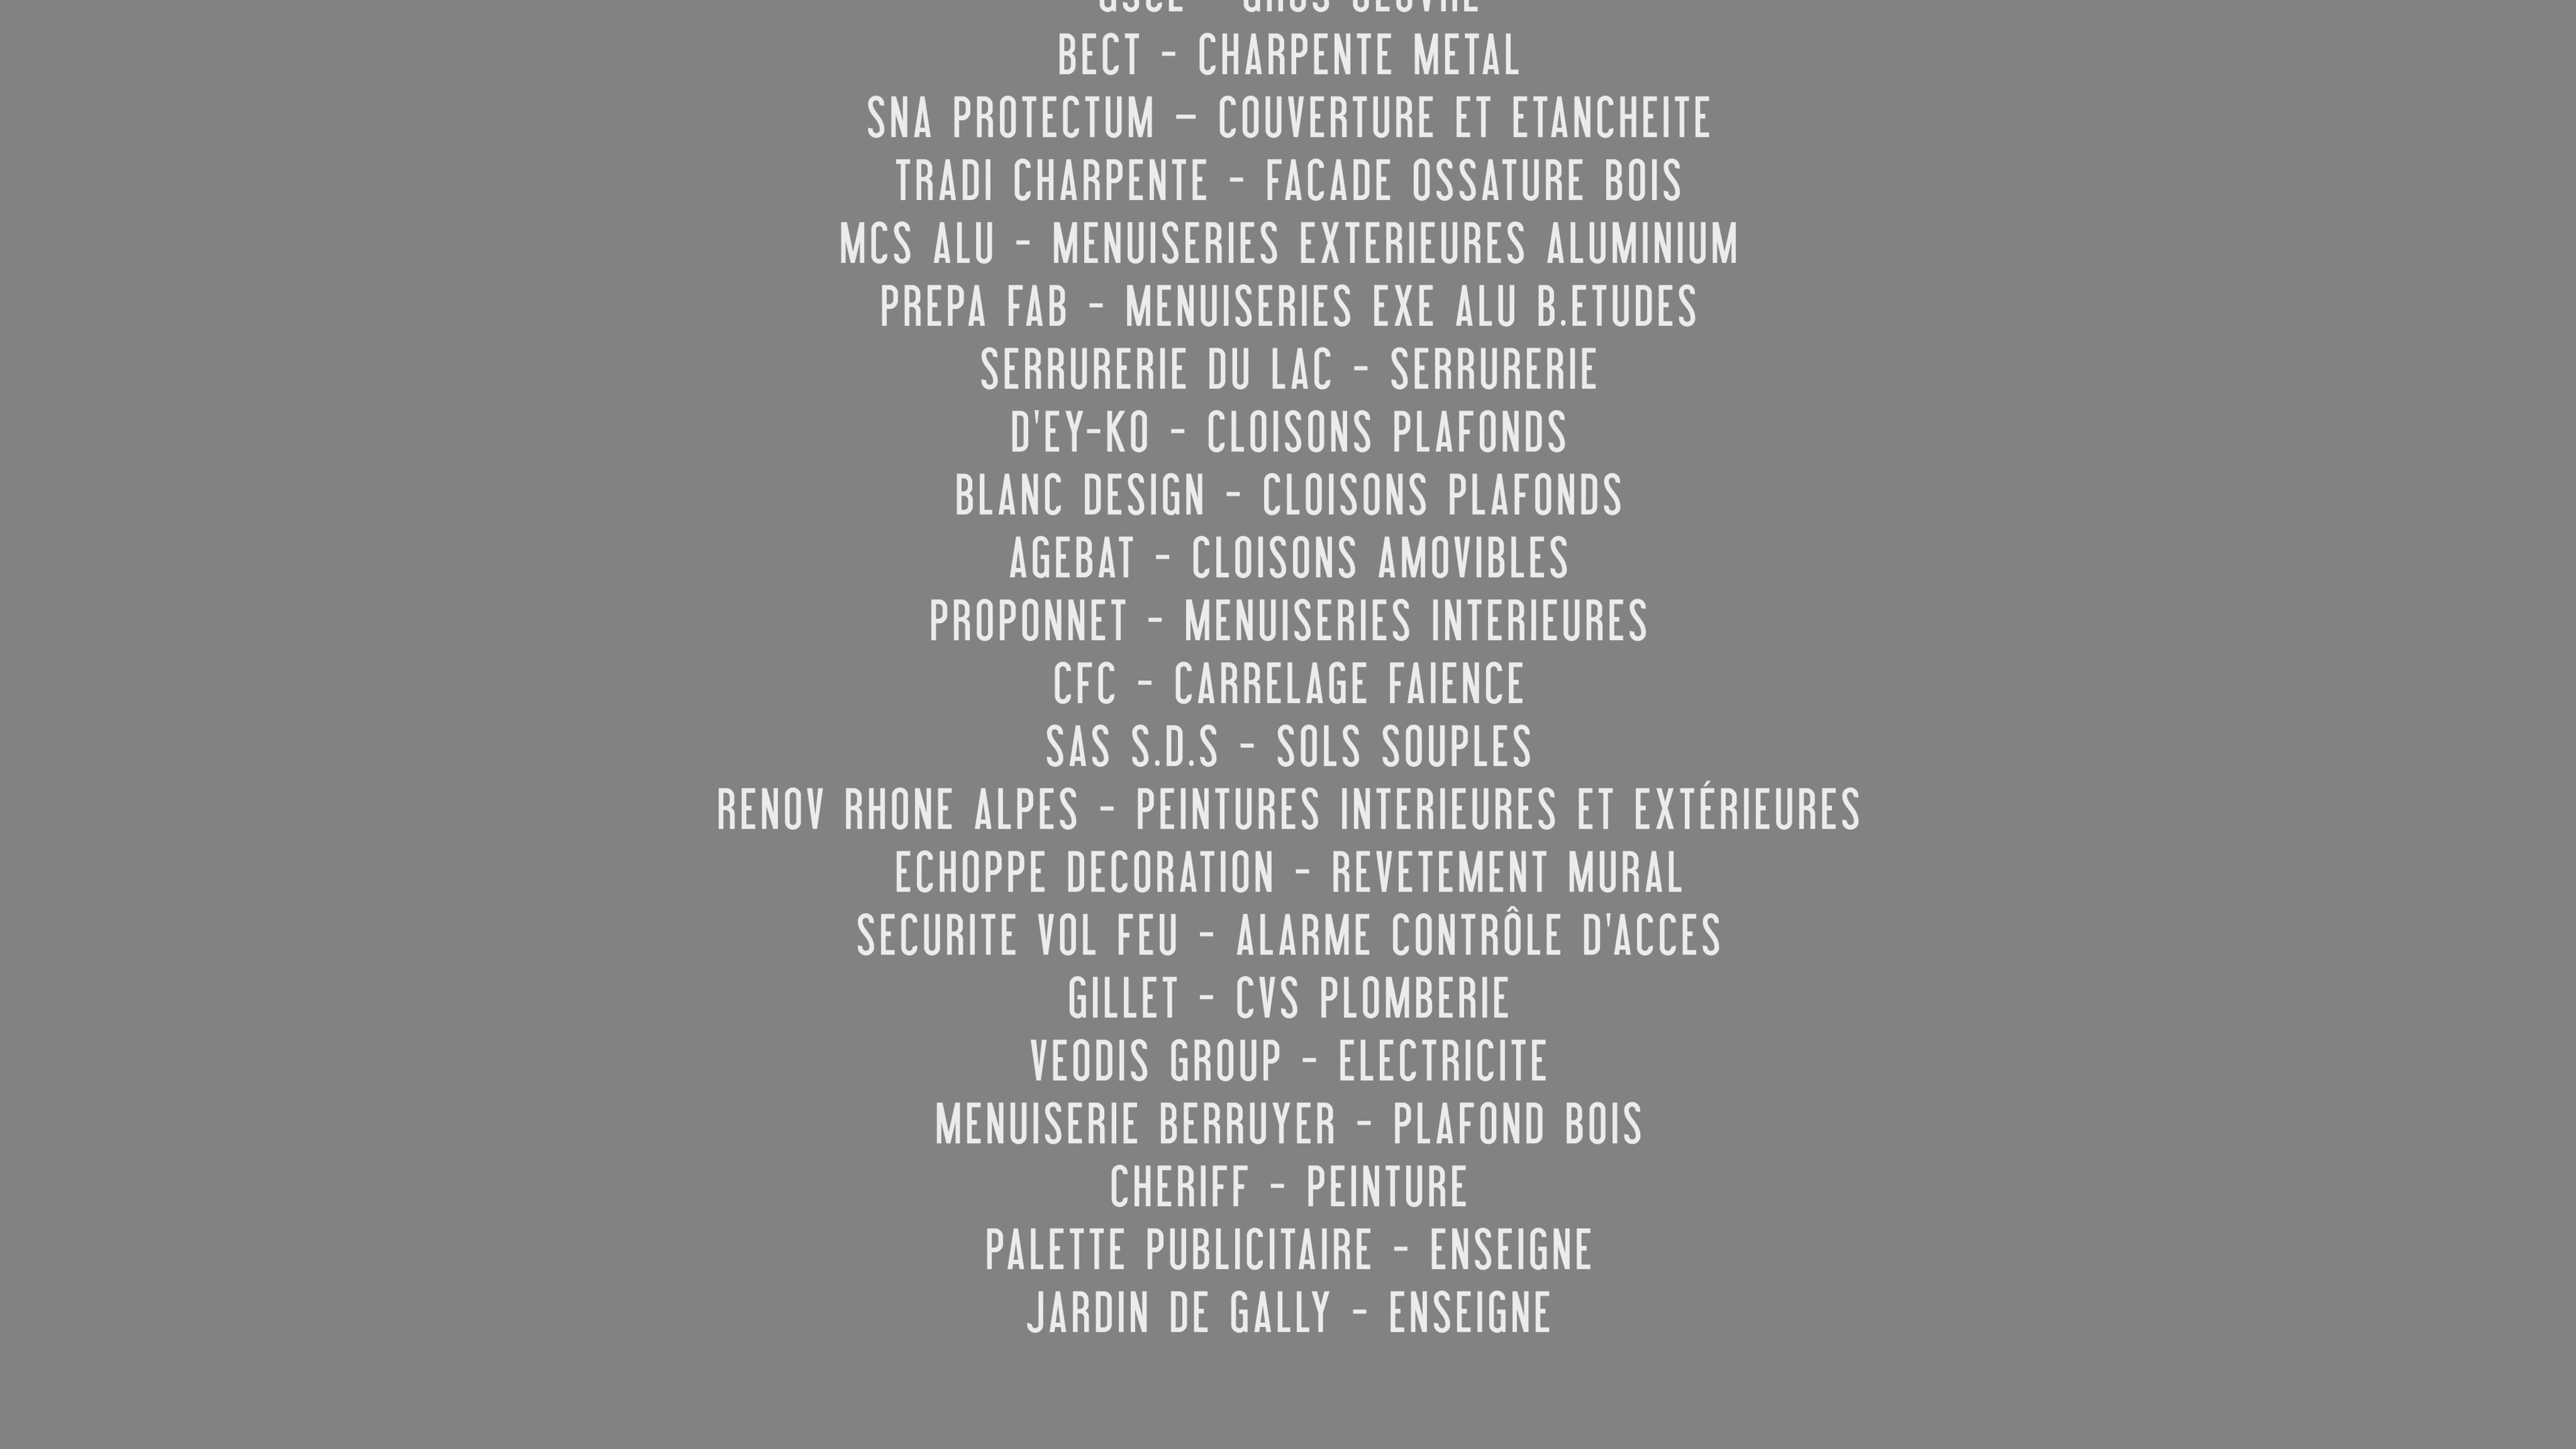 BECT - CHARPENTE METAL
SNA PROTECTUM – COUVERTURE ET ETANCHEITE
TRADI CHARPENTE - FACADE OSSATURE BOIS
MCS ALU - MENUISERIES EXTERIEURES ALUMINIUM
PREPA FAB - MENUISERIES EXE ALU B.ETUDES
SERRURERIE DU LAC - SERRURERIE
D'EY-KO - CLOISONS PLAFONDS
BLANC DESIGN - CLOISONS PLAFONDS
AGEBAT - CLOISONS AMOVIBLES
PROPONNET - MENUISERIES INTERIEURES
CFC - CARRELAGE FAIENCE
SAS S.D.S - SOLS SOUPLES
RENOV RHONE ALPES - PEINTURES INTERIEURES ET EXTÉRIEURES
ECHOPPE DECORATION - REVETEMENT MURAL
SECURITE VOL FEU - ALARME CONTRÔLE D'ACCES
GILLET - CVS PLOMBERIE
VEODIS GROUP - ELECTRICITE
MENUISERIE BERRUYER - PLAFOND BOIS
CHERIFF - PEINTURE
PALETTE PUBLICITAIRE - ENSEIGNE
JARDIN DE GALLY - ENSEIGNE